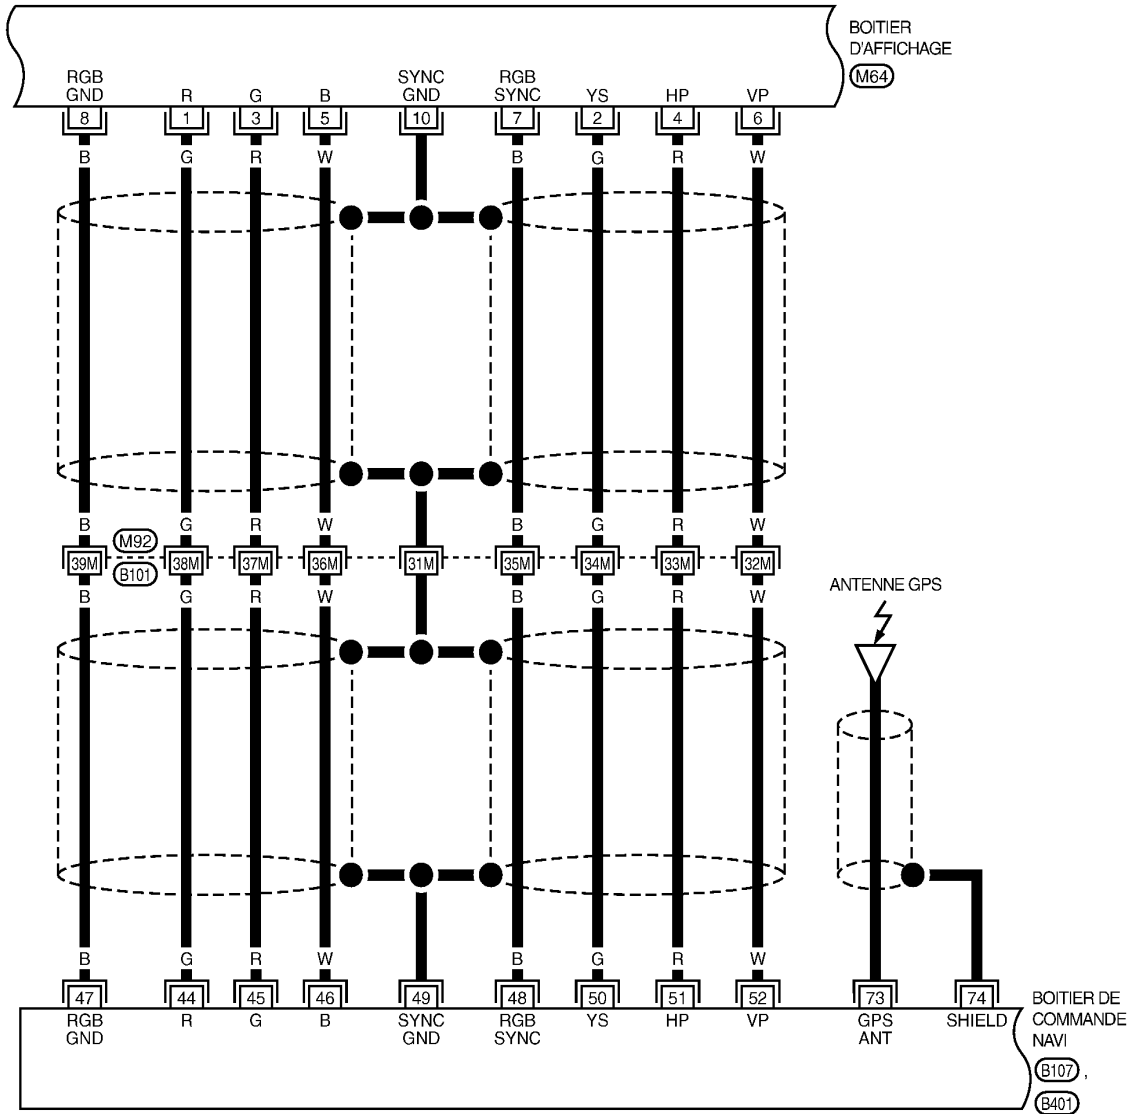 BOITIER
D'AFFICHAGE
M64
RGB
GND
R
G
B
SYNC
GND
RGB
SYNC
YS
HP
VP
8
1
3
5
10
7
2
4
6
B
G
R
W
B
G
R
W
B
G
R
W
B
G
R
W
M92
39M
38M
37M
36M
31M
35M
34M
33M
32M
B101
B
G
R
W
B
G
R
W
ANTENNE GPS
B
G
R
W
B
G
R
W
47
44
45
46
49
48
50
51
52
73
74
RGB
GND
R
G
B
SYNC
GND
RGB
SYNC
YS
HP
VP
GPS
ANT
SHIELD
BOITIER DE
COMMANDE
NAVI
B107 ,
B401